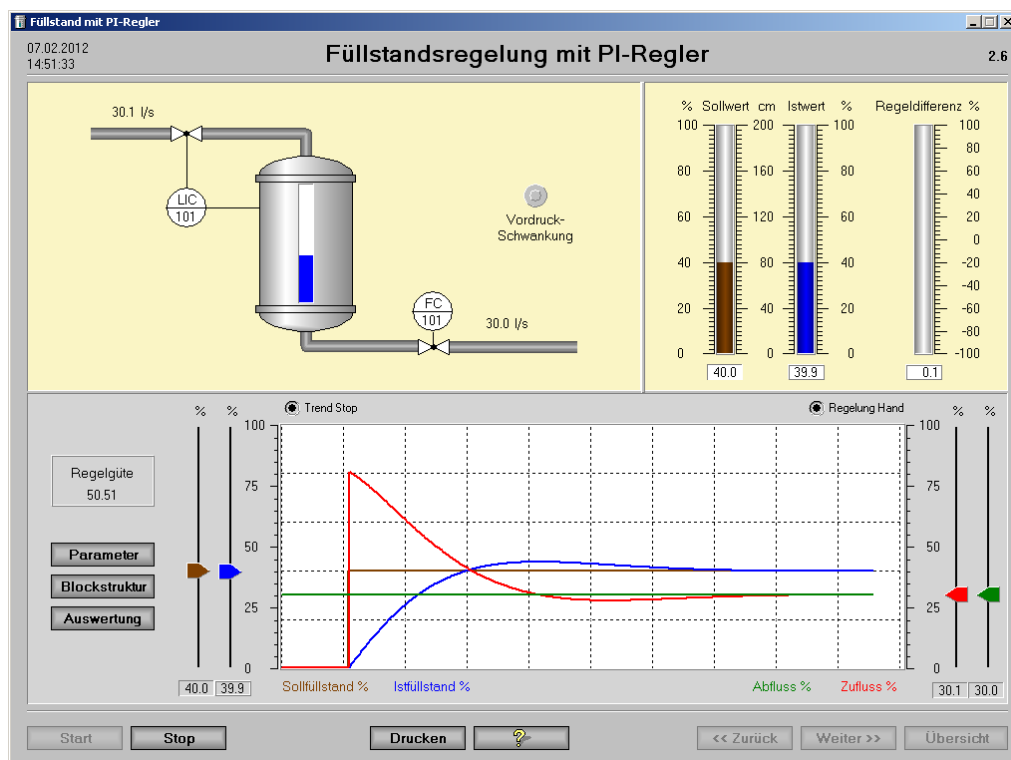 Füllstand mit PI-Regler
07.02.2012
14:51:33
Füllstandsregelung mit PI-Regler
2.6
30.1 l/s
LIC
101
Vordruck-
Schwankung
FC
101
30.0 l/s
% Sollwert cm Istwert % Regeldifferenz %
100 200 100 100
80
80 160 80 60
40
60 120 60 20
0
40 80 40 -20
-40
20 40 20 -60
-80
0 0 0 -100
40.0 39.9 0.1
% % Trend Stop Regelung Hand % %
100 100
Regelgüte
50.51
75 75
50 50
Parameter
Blockstruktur
Auswertung
25 25
0 0
40.0 39.9 Sollfüllstand % Istfüllstand % Abfluss % Zufluss % 30.1 30.0
Start Stop Drucken ? << Zurück Weiter >> Übersicht